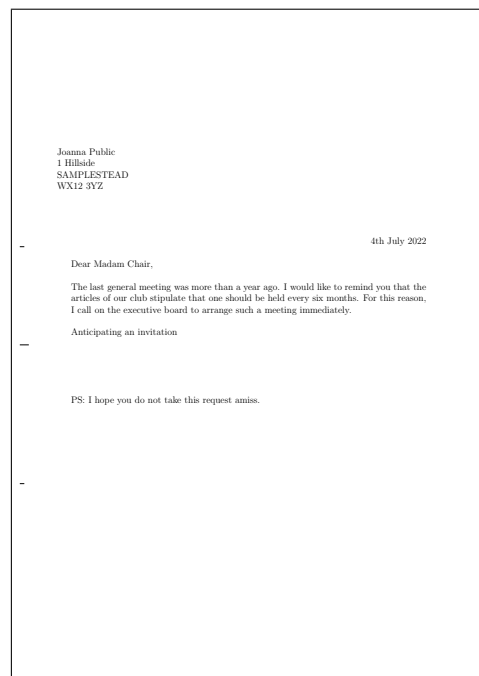 Joanna Public
1 Hillside
SAMPLESTEAD
WX12 3YZ
4th July 2022
Dear Madam Chair,
The last general meeting was more than a year ago. I would like to remind you that the
articles of our club stipulate that one should be held every six months. For this reason,
I call on the executive board to arrange such a meeting immediately.
Anticipating an invitation
PS: I hope you do not take this request amiss.